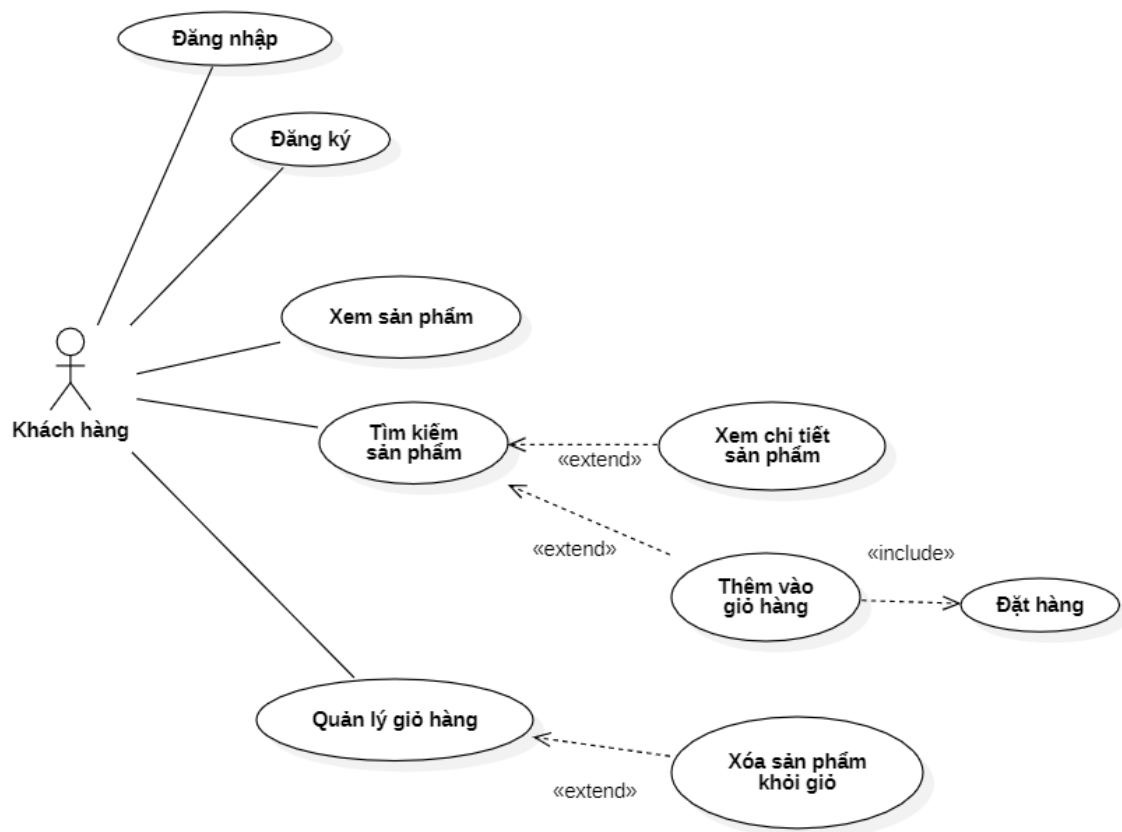 Đăng nhập
Đăng ký
Xem sản phẩm
Khách hàng
Tìm kiếm
sản phẩm
«extend»
Xem chi tiết
sản phẩm
«extend»
Thêm vào
giỏ hàng
«include»
Đặt hàng
Quản lý giỏ hàng
«extend»
Xóa sản phẩm
khỏi giỏ